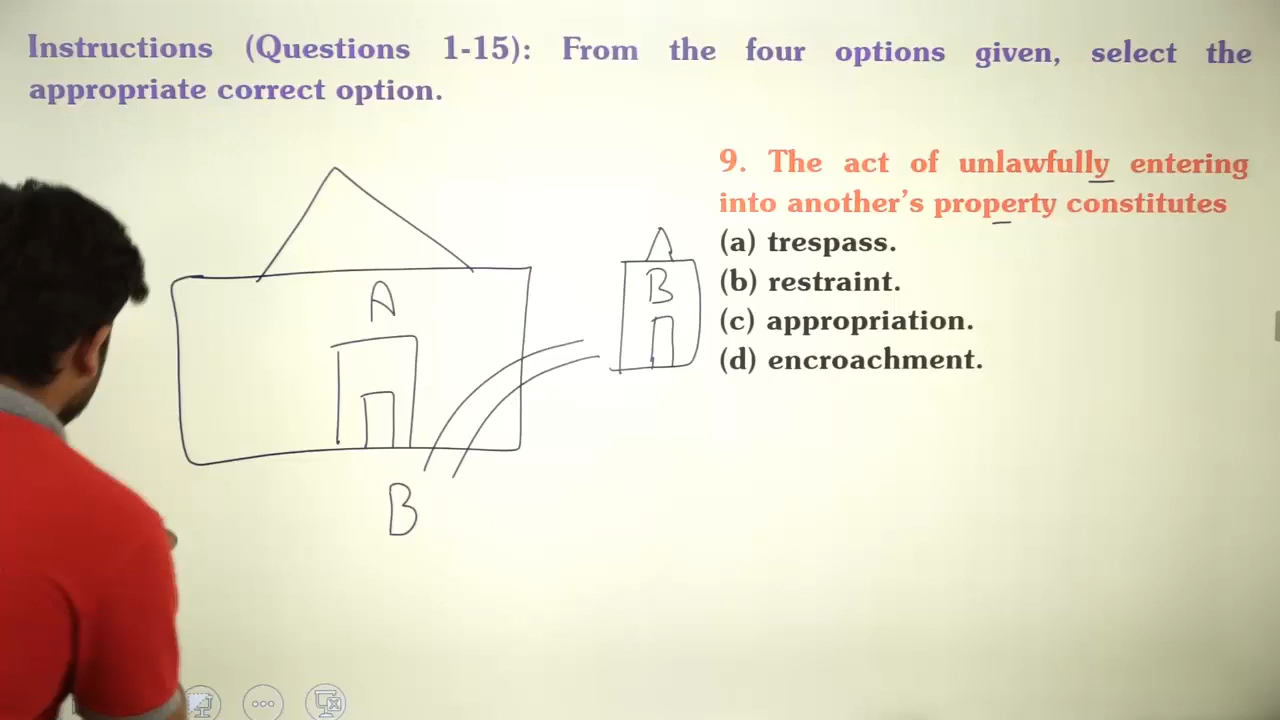 Instructions (Questions 1-15): From the four options given, select the
appropriate correct option.
9. The act of unlawfully entering
into another's property constitutes
(a) trespass.
(b) restraint.
(c) appropriation.
(d) encroachment.
A
B
A
B